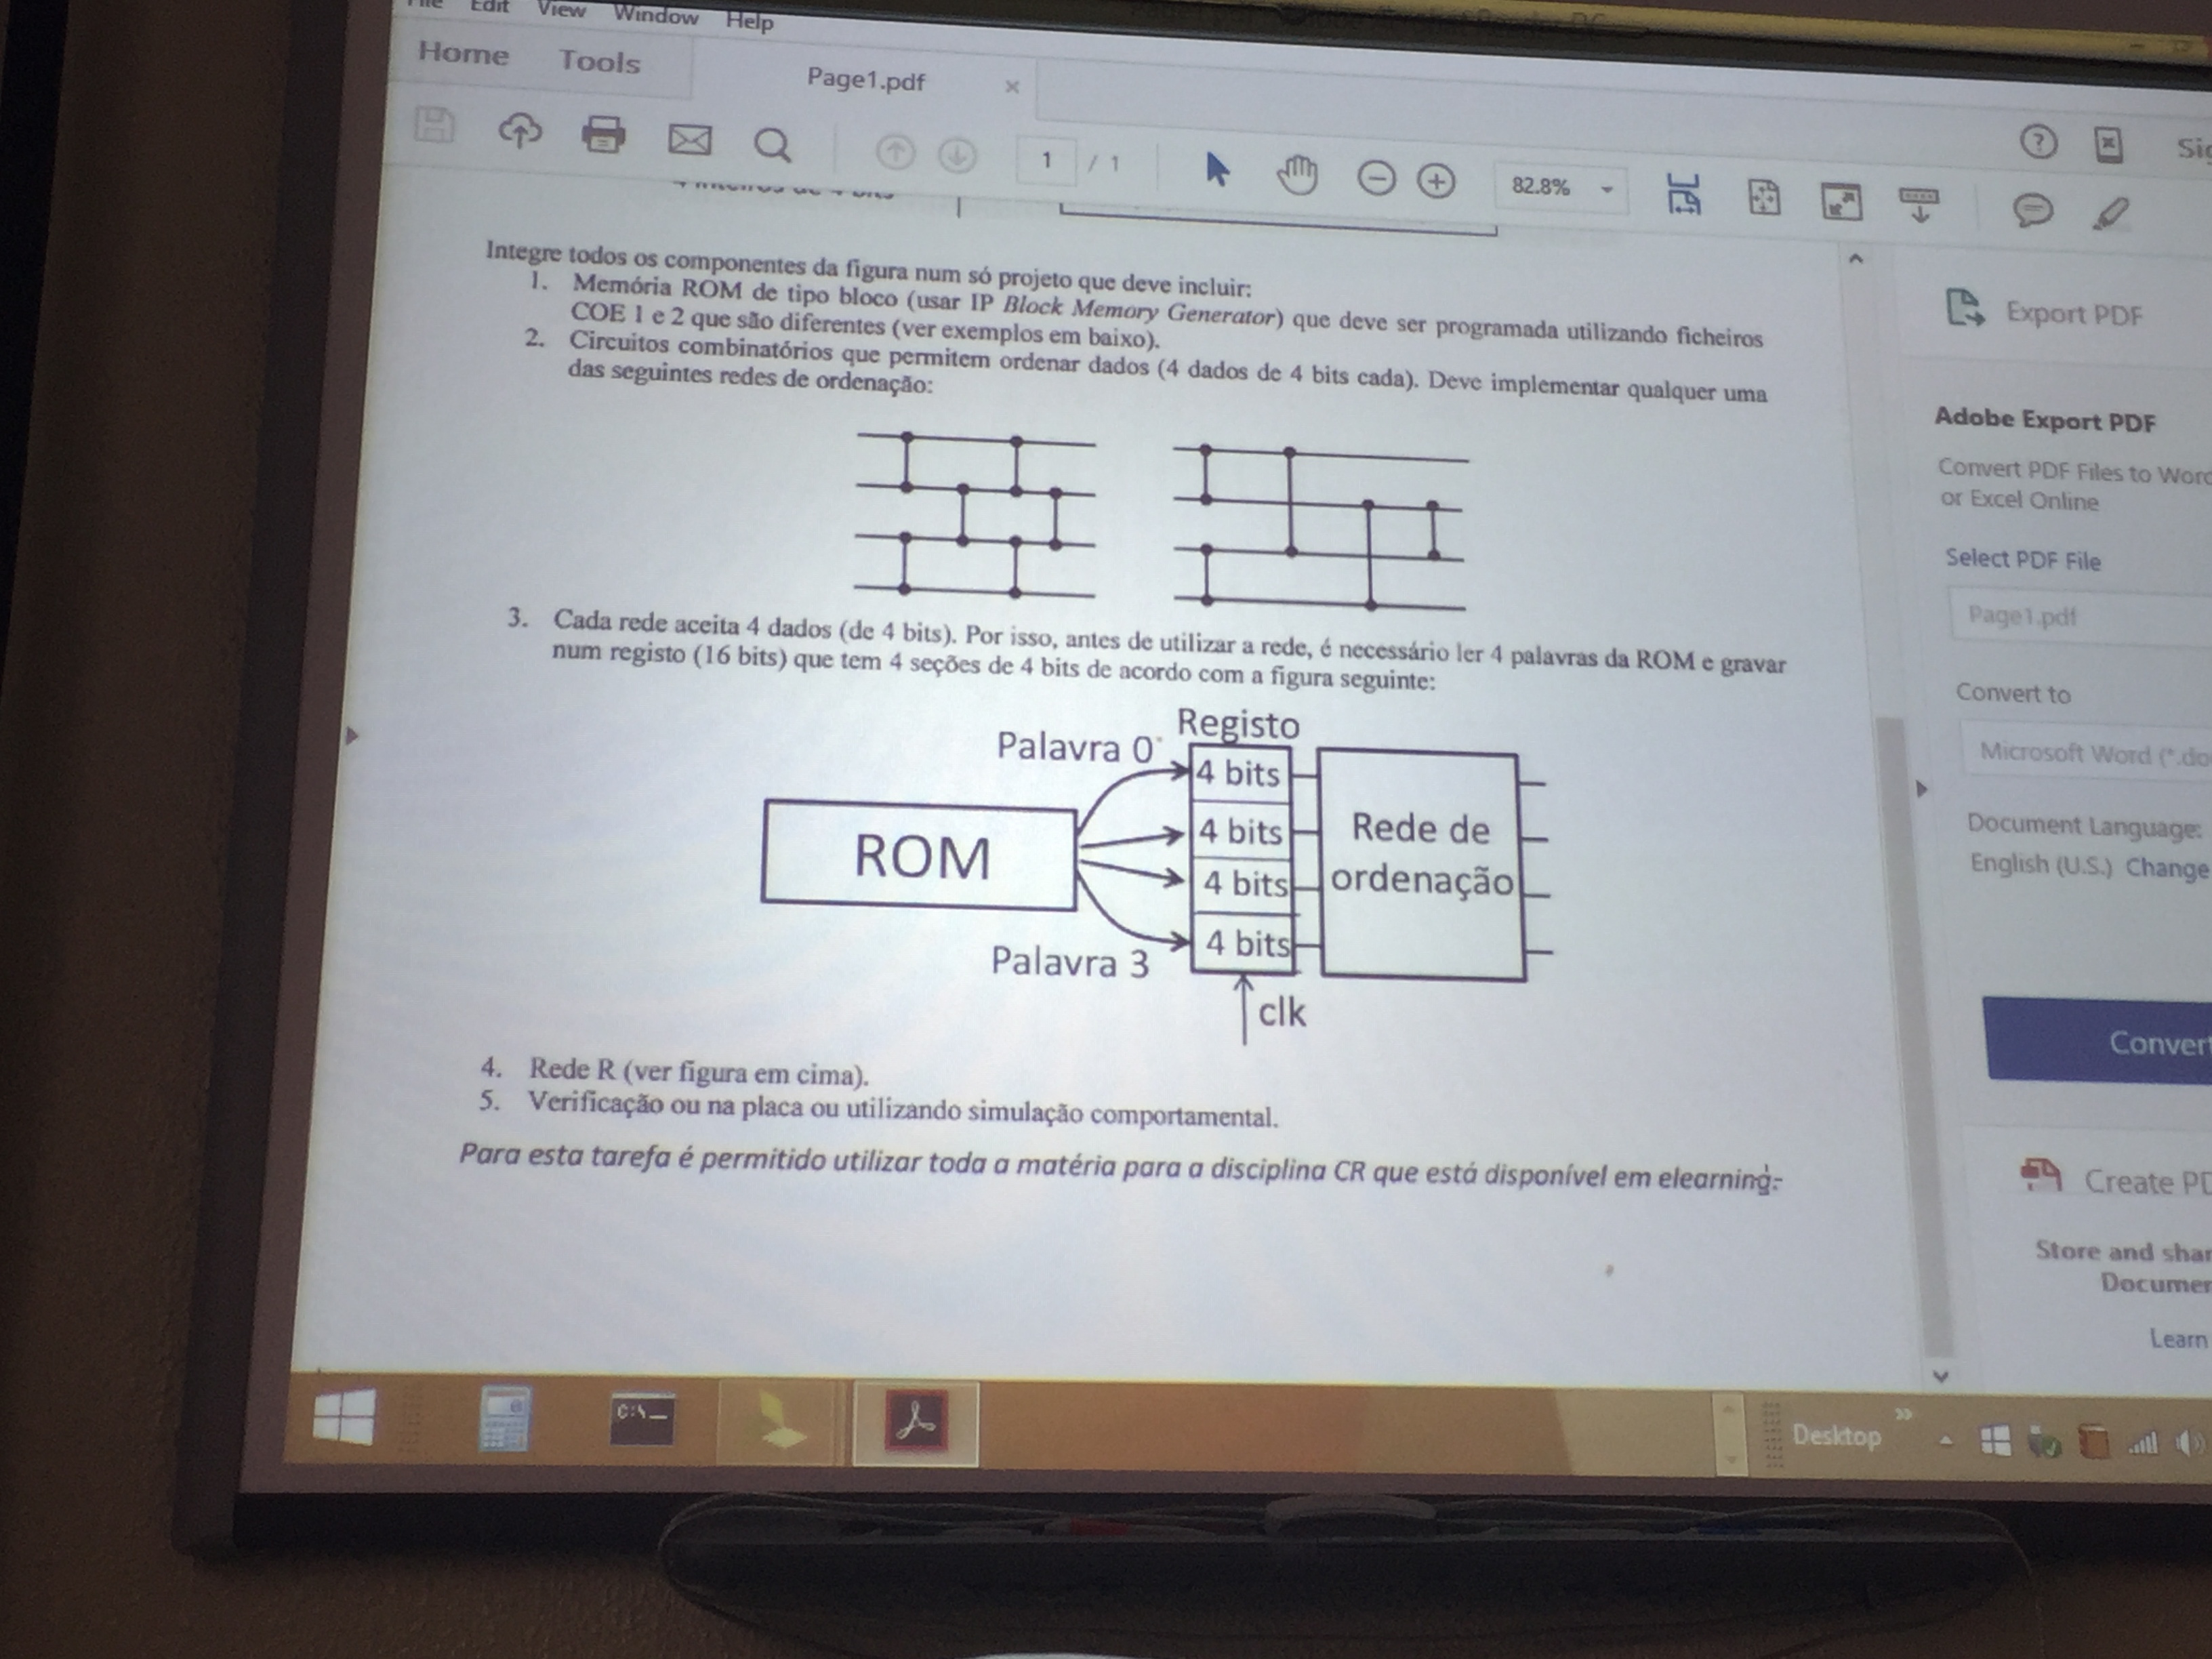 File Edit View Window Help
Home Tools Page1.pdf ×
1 / 1 82.8%
4 inteiros de 4 bits
Integre todos os componentes da figura num só projeto que deve incluir:
1. Memória ROM de tipo bloco (usar IP Block Memory Generator) que deve ser programada utilizando ficheiros
COE 1 e 2 que são diferentes (ver exemplos em baixo).
2. Circuitos combinatórios que permitem ordenar dados (4 dados de 4 bits cada). Deve implementar qualquer uma
das seguintes redes de ordenação:
3. Cada rede aceita 4 dados (de 4 bits). Por isso, antes de utilizar a rede, é necessário ler 4 palavras da ROM e gravar
num registo (16 bits) que tem 4 seções de 4 bits de acordo com a figura seguinte:
Registo
Palavra 0
4 bits
4 bits
4 bits
4 bits
ROM
Rede de
ordenação
Palavra 3
clk
4. Rede R (ver figura em cima).
5. Verificação ou na placa ou utilizando simulação comportamental.
Para esta tarefa é permitido utilizar toda a matéria para a disciplina CR que está disponível em elearning.
Export PDF
Adobe Export PDF
Convert PDF Files to Word
or Excel Online
Select PDF File
Page1.pdf
Convert to
Microsoft Word (*.do
Document Language:
English (U.S.) Change
Convert
Create PD
Store and shar
Documen
Learn
C:\_
Desktop